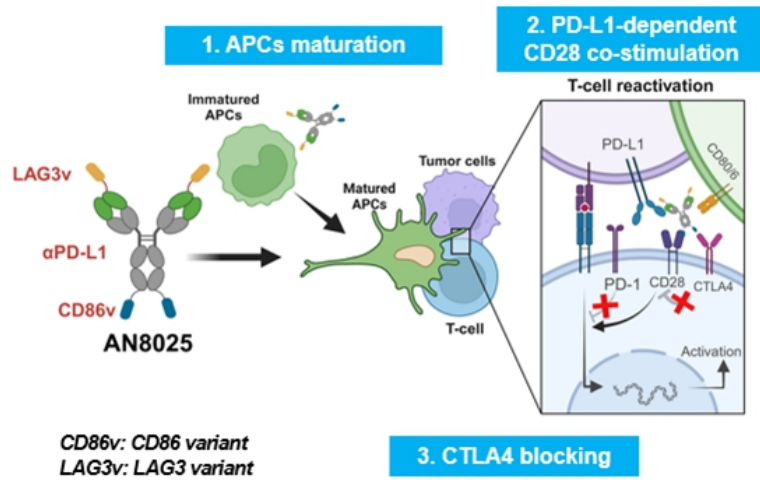 1. APCs maturation
2. PD-L1-dependent
CD28 co-stimulation
T-cell reactivation
Immatured
APCs
LAG3v
αPD-L1
CD86v
AN8025
Matured
APCs
Tumor cells
T-cell
PD-L1
CD80/6
PD-1
CD28
CTLA4
Activation
CD86v: CD86 variant
LAG3v: LAG3 variant
3. CTLA4 blocking